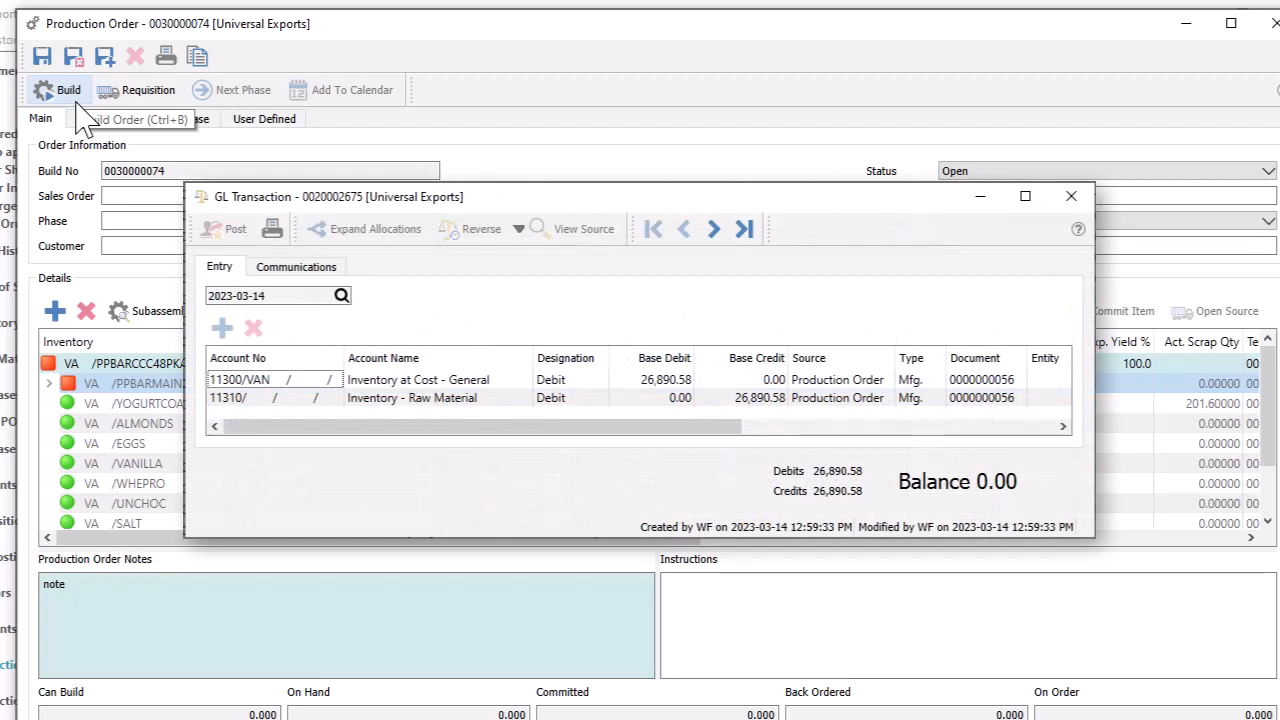 Production Order - 0030000074 [Universal Exports]
Build Requisition Next Phase Add To Calendar
Main ild Order (Ctrl+B) User Defined
Order Information
Build No 0030000074 Status Open
Sales Order
Phase
Customer
Details
Subasseml
Commit Item Open Source
Inventory
xp. Yield % Act. Scrap Qty Te
VA /PPBARCCC48PK/ 100.0 00
VA /PPBARMAIN 0.00000 00
VA /YOGURTCOA 201.60000 00
VA /ALMONDS 0.00000 00
VA /EGGS 0.00000 00
VA /VANILLA 0.00000 00
VA /WHEPRO 0.00000 00
VA /UNCHOC 0.00000 00
VA /SALT 0.00000 00
GL Transaction - 0020002675 [Universal Exports]
Post Expand Allocations Reverse View Source
Entry Communications
2023-03-14
Account No Account Name Designation Base Debit Base Credit Source Type Document Entity
11300/VAN / / Inventory at Cost - General Debit 26,890.58 0.00 Production Order Mfg. 0000000056
11310/ / / Inventory - Raw Material Debit 0.00 26,890.58 Production Order Mfg. 0000000056
Debits 26,890.58
Credits 26,890.58
Balance 0.00
Created by WF on 2023-03-14 12:59:33 PM Modified by WF on 2023-03-14 12:59:33 PM
Production Order Notes Instructions
note
Can Build On Hand Committed Back Ordered On Order
0.000 0.000 0.000 0.000 0.000